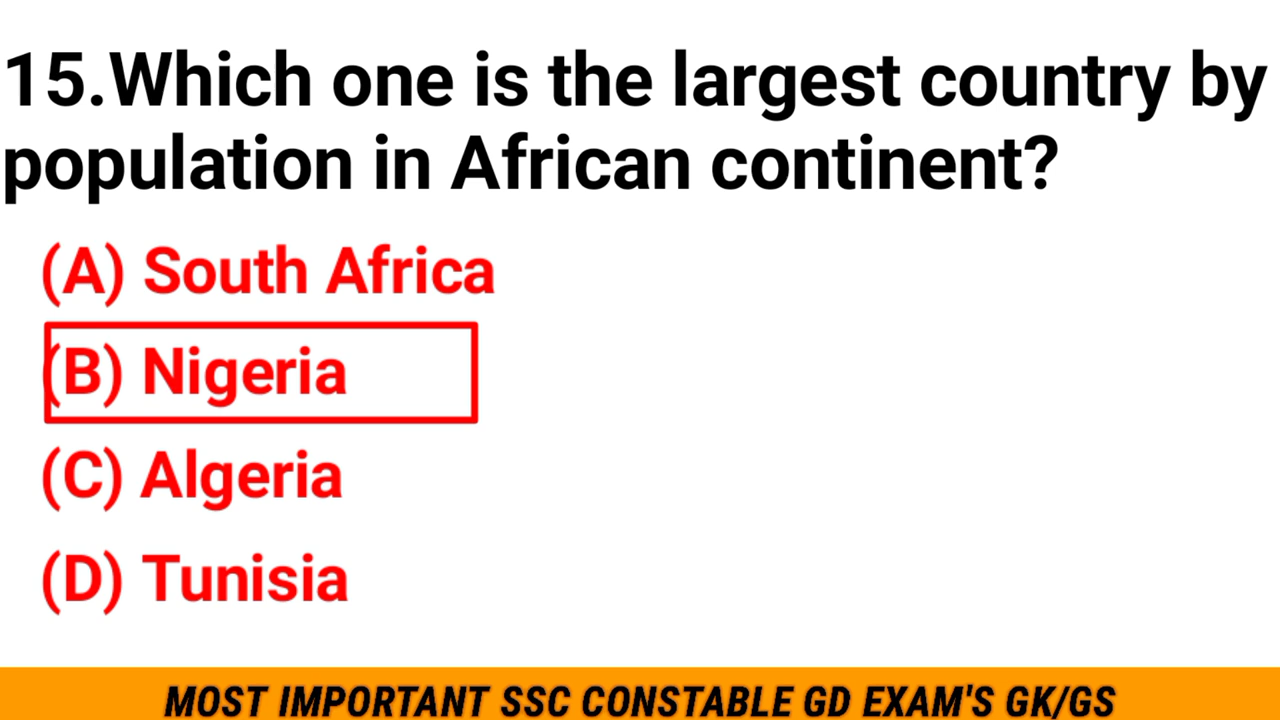 15.Which one is the largest country by
population in African continent?
(A) South Africa
(B) Nigeria
(C) Algeria
(D) Tunisia
MOST IMPORTANT SSC CONSTABLE GD EXAM'S GK/GS